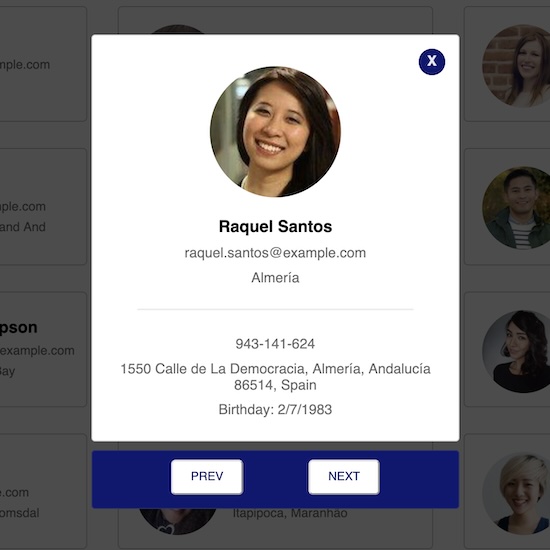 mple.com
X
Raquel Santos
raquel.santos@example.com
Almería
mple.com
and And
943-141-624
1550 Calle de La Democracia, Almería, Andalucía
86514, Spain
Birthday: 2/7/1983
pson
example.com
Bay
PREV
NEXT
e.com
omsdal
Itapipoca, Maranhão